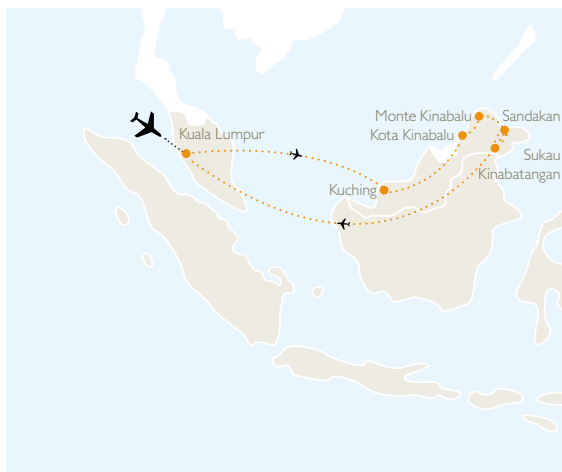 Monte Kinabalu
Sandakan
Kuala Lumpur
Kota Kinabalu
Sukau
Kinabatangan
Kuching